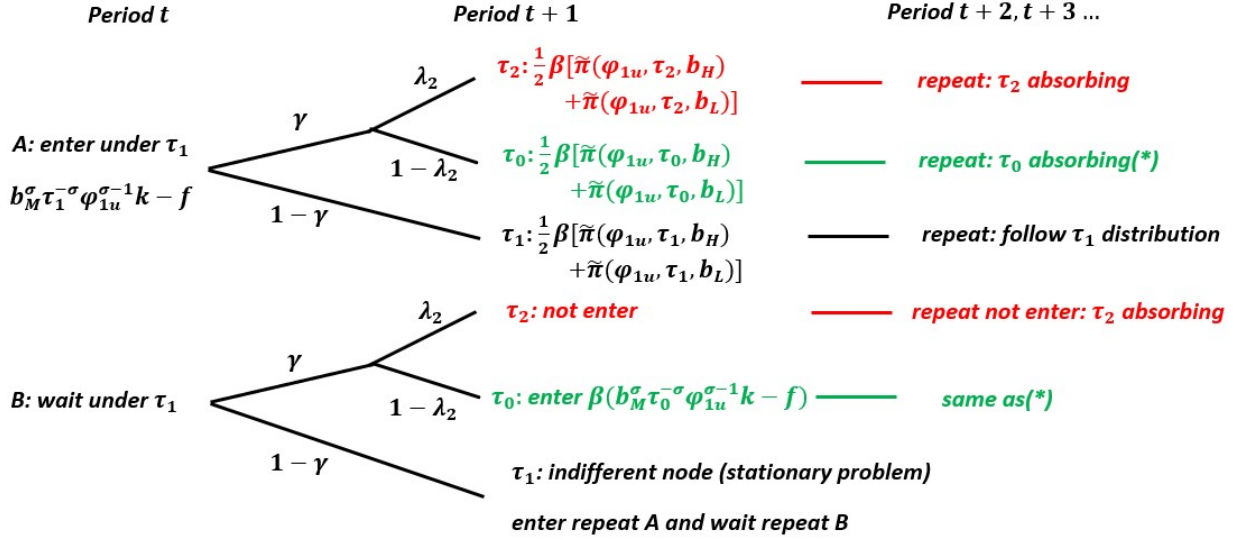 Period t Period t + 1 Period t + 2, t + 3 ...
λ₂ τ₂: ½β[π̃(φ₁ᵤ, τ₂, b_H) repeat: τ₂ absorbing
+π̃(φ₁ᵤ, τ₂, b_L)]
γ
A: enter under τ₁ τ₀: ½β[π̃(φ₁ᵤ, τ₀, b_H) repeat: τ₀ absorbing(*)
1 − λ₂
b_M^σ τ₁^{−σ} φ₁ᵤ^{σ−1} k − f +π̃(φ₁ᵤ, τ₀, b_L)]
1 − γ
τ₁: ½β[π̃(φ₁ᵤ, τ₁, b_H) repeat: follow τ₁ distribution
+π̃(φ₁ᵤ, τ₁, b_L)]
λ₂ τ₂: not enter repeat not enter: τ₂ absorbing
γ
B: wait under τ₁ τ₀: enter β(b_M^σ τ₀^{−σ} φ₁ᵤ^{σ−1} k − f) same as(*)
1 − λ₂
1 − γ
τ₁: indifferent node (stationary problem)
enter repeat A and wait repeat B